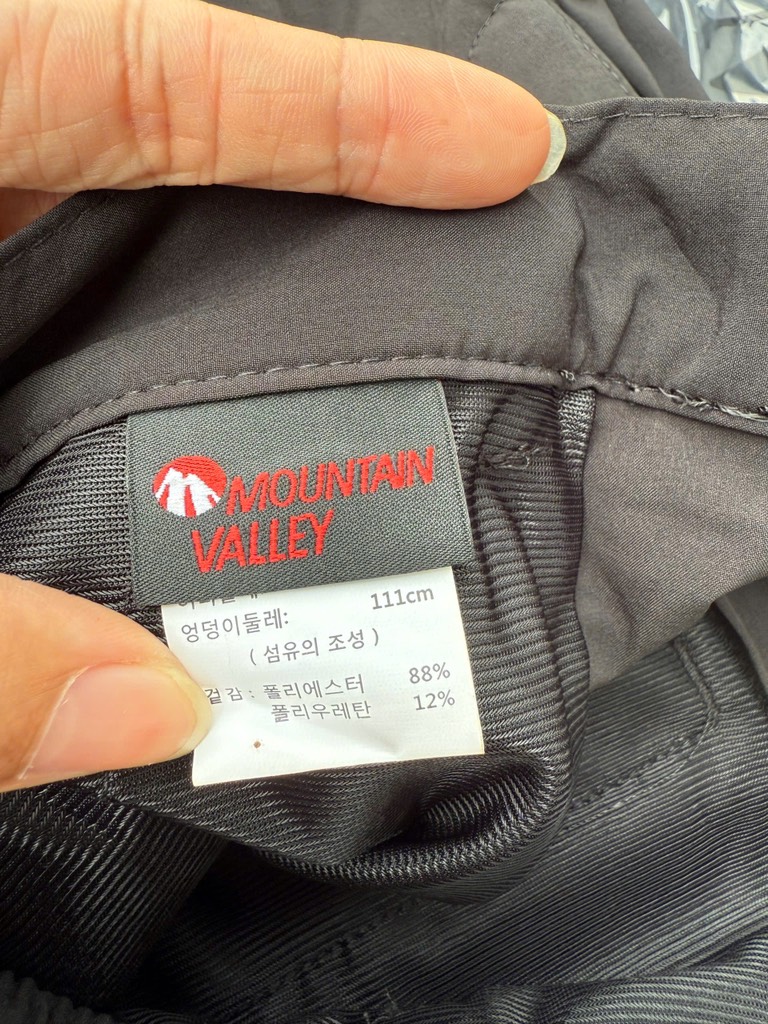 MOUNTAIN
VALLEY
엉덩이둘레: 111cm
( 섬유의 조성 )
겉감 : 폴리에스터 88%
폴리우레탄 12%